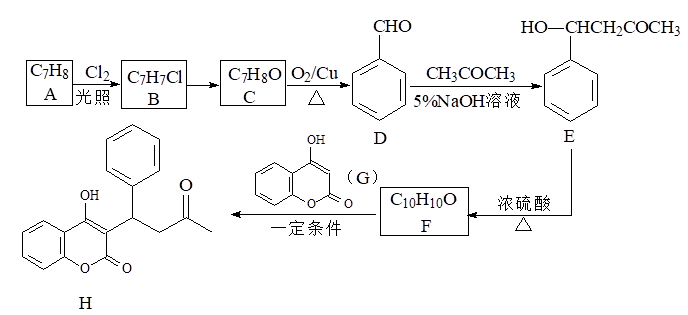 C7H8
A
Cl2
光照
C7H7Cl
B
C7H8O
C
O2/Cu
△
CHO
D
CH3COCH3
5%NaOH溶液
HO—CHCH2COCH3
E
浓硫酸
△
C10H10O
F
OH
O
O
（G）
一定条件
OH
O
O
O
H